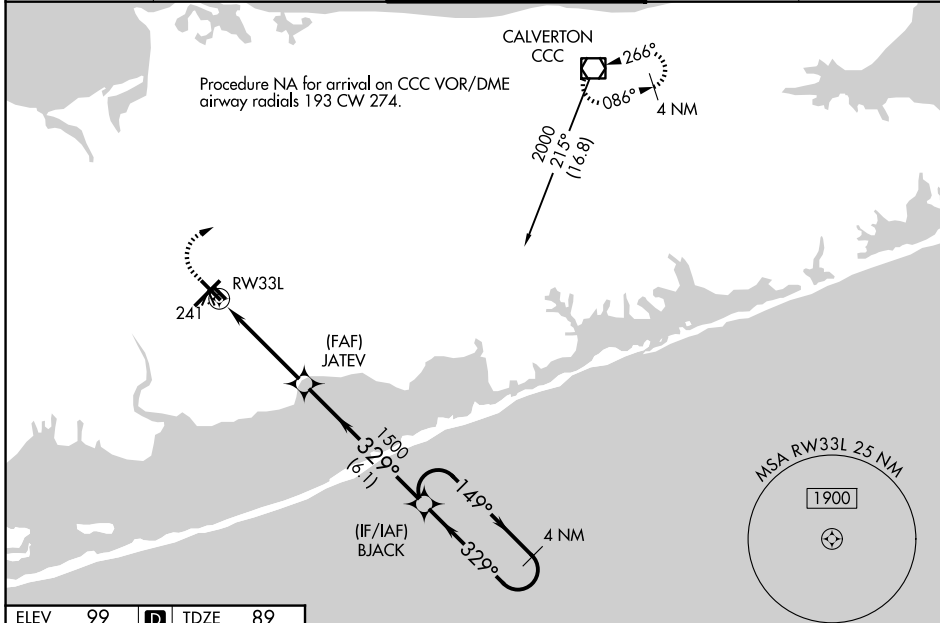 CALVERTON
CCC
266°
086°
4 NM
Procedure NA for arrival on CCC VOR/DME
airway radials 193 CW 274.
2000
215°
(16.8)
RW33L
241
(FAF)
JATEV
1500
329°
(6.1)
149°
4 NM
329°
(IF/IAF)
BJACK
MSA RW33L 25 NM
1900
ELEV 99 D TDZE 89